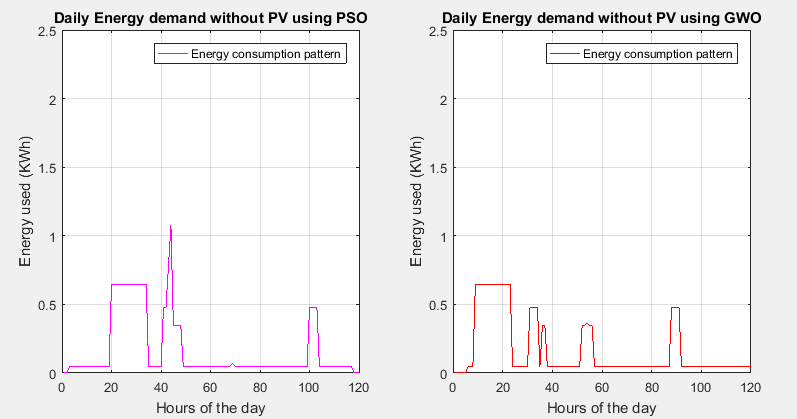 Daily Energy demand without PV using PSO
2.5
2
1.5
1
0.5
0
Energy used (KWh)
Energy consumption pattern
0 20 40 60 80 100 120
Hours of the day
Daily Energy demand without PV using GWO
2.5
2
1.5
1
0.5
0
Energy used (KWh)
Energy consumption pattern
0 20 40 60 80 100 120
Hours of the day